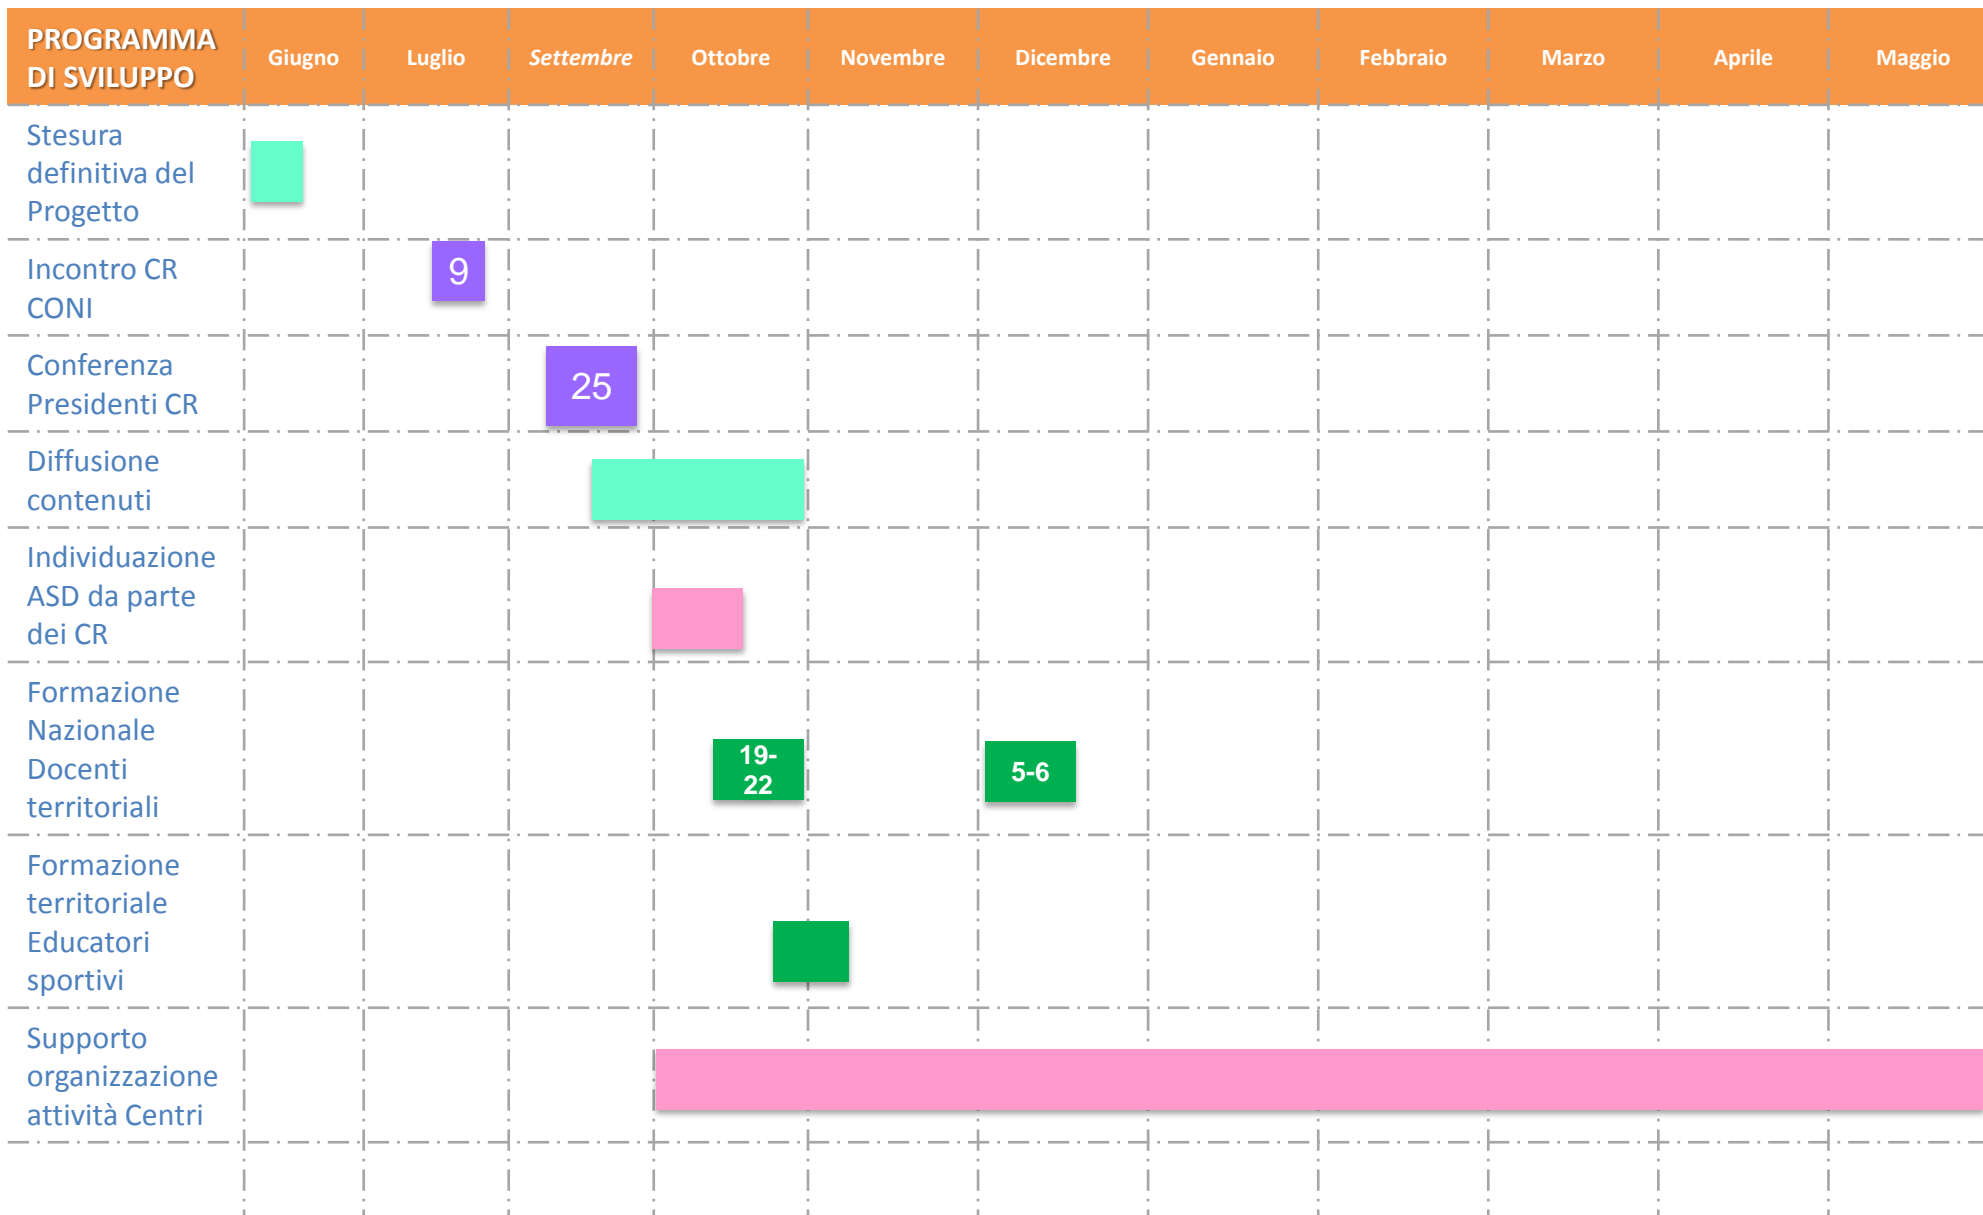 PROGRAMMA
DI SVILUPPO
Giugno
Luglio
Settembre
Ottobre
Novembre
Dicembre
Gennaio
Febbraio
Marzo
Aprile
Maggio
Stesura
definitiva del
Progetto
Incontro CR
CONI
9
Conferenza
Presidenti CR
25
Diffusione
contenuti
Individuazione
ASD da parte
dei CR
Formazione
Nazionale
Docenti
territoriali
19-
22
5-6
Formazione
territoriale
Educatori
sportivi
Supporto
organizzazione
attività Centri